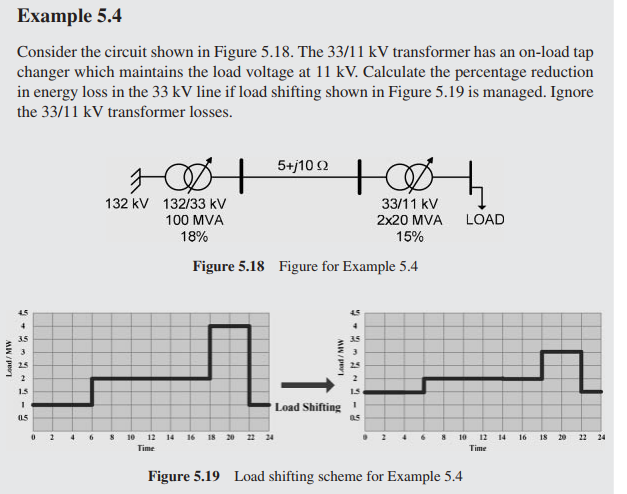 Example 5.4
Consider the circuit shown in Figure 5.18. The 33/11 kV transformer has an on-load tap
changer which maintains the load voltage at 11 kV. Calculate the percentage reduction
in energy loss in the 33 kV line if load shifting shown in Figure 5.19 is managed. Ignore
the 33/11 kV transformer losses.
5+j10 Ω
132 kV 132/33 kV
100 MVA
18%
33/11 kV
2x20 MVA
15%
LOAD
Figure 5.18 Figure for Example 5.4
Load / MW
4.5
4
3.5
3
2.5
2
1.5
1
0.5
0 2 4 6 8 10 12 14 16 18 20 22 24
Time
Load Shifting
Load / MW
4.5
4
3.5
3
2.5
2
1.5
1
0.5
0 2 4 6 8 10 12 14 16 18 20 22 24
Time
Figure 5.19 Load shifting scheme for Example 5.4